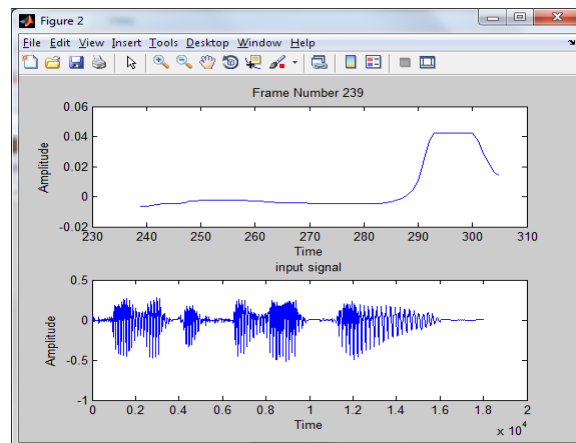 Figure 2
File Edit View Insert Tools Desktop Window Help
Frame Number 239
0.06
0.04
0.02
0
-0.02
Amplitude
230 240 250 260 270 280 290 300 310
Time
input signal
0.5
0
-0.5
-1
Amplitude
0 0.2 0.4 0.6 0.8 1 1.2 1.4 1.6 1.8 2
Time
x 10^4